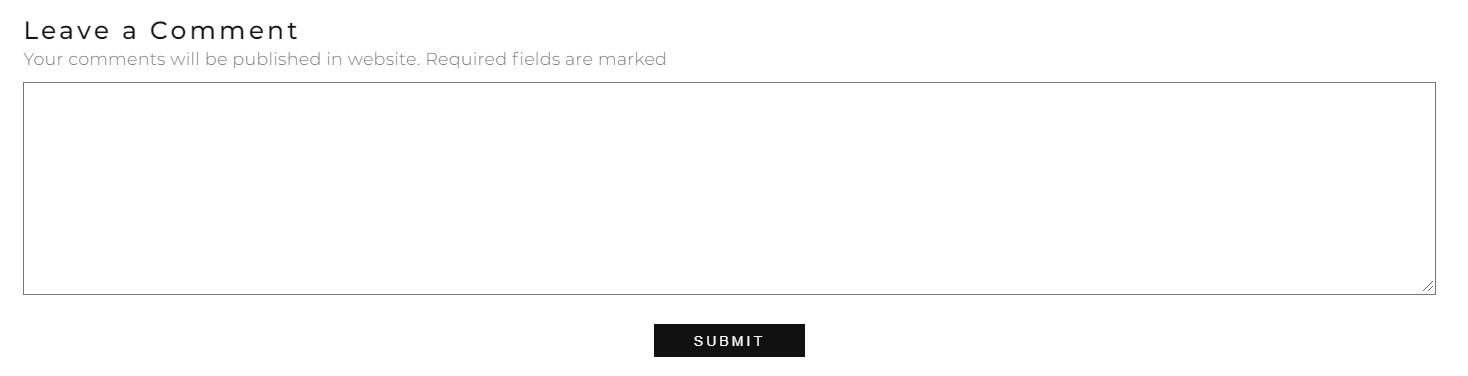 Leave a Comment
Your comments will be published in website. Required fields are marked
SUBMIT